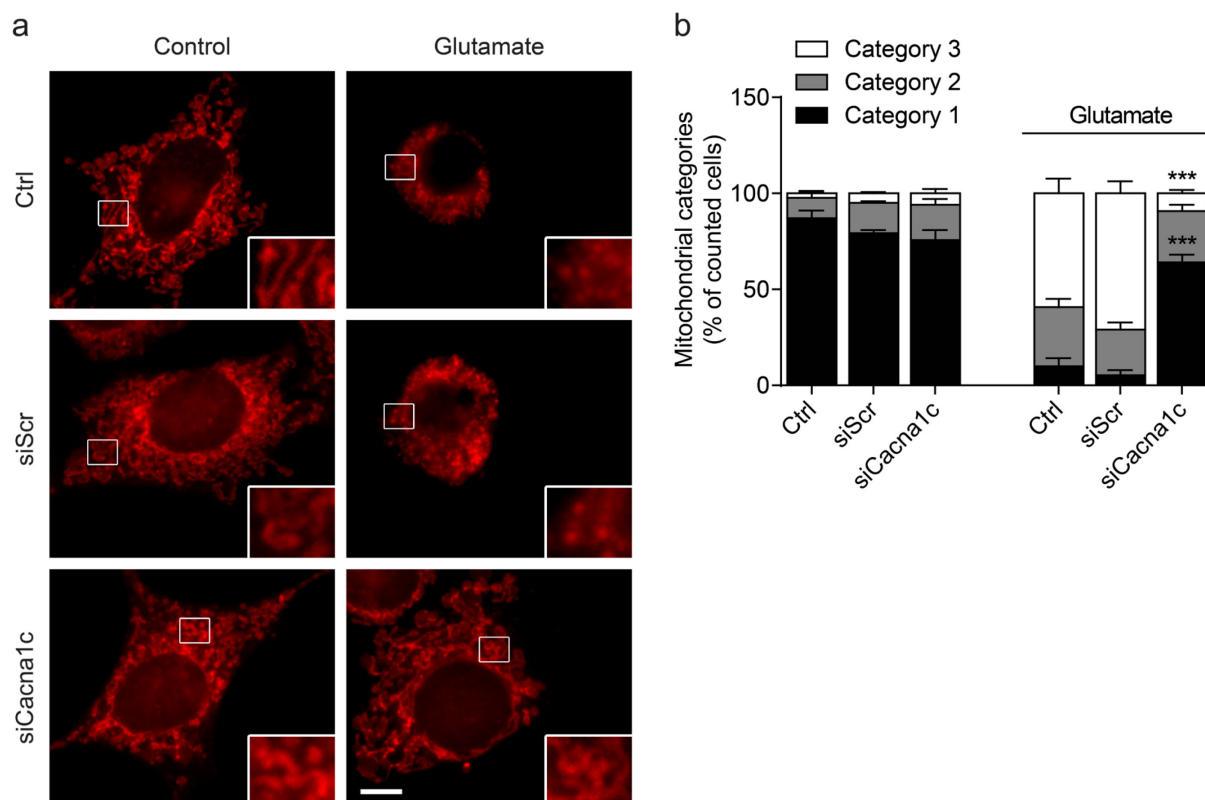 a
Control
Glutamate
Ctrl
siScr
siCacna1c
b
Category 3
Category 2
Category 1
Mitochondrial categories
(% of counted cells)
150
100
50
0
Glutamate
***
***
Ctrl
siScr
siCacna1c
Ctrl
siScr
siCacna1c